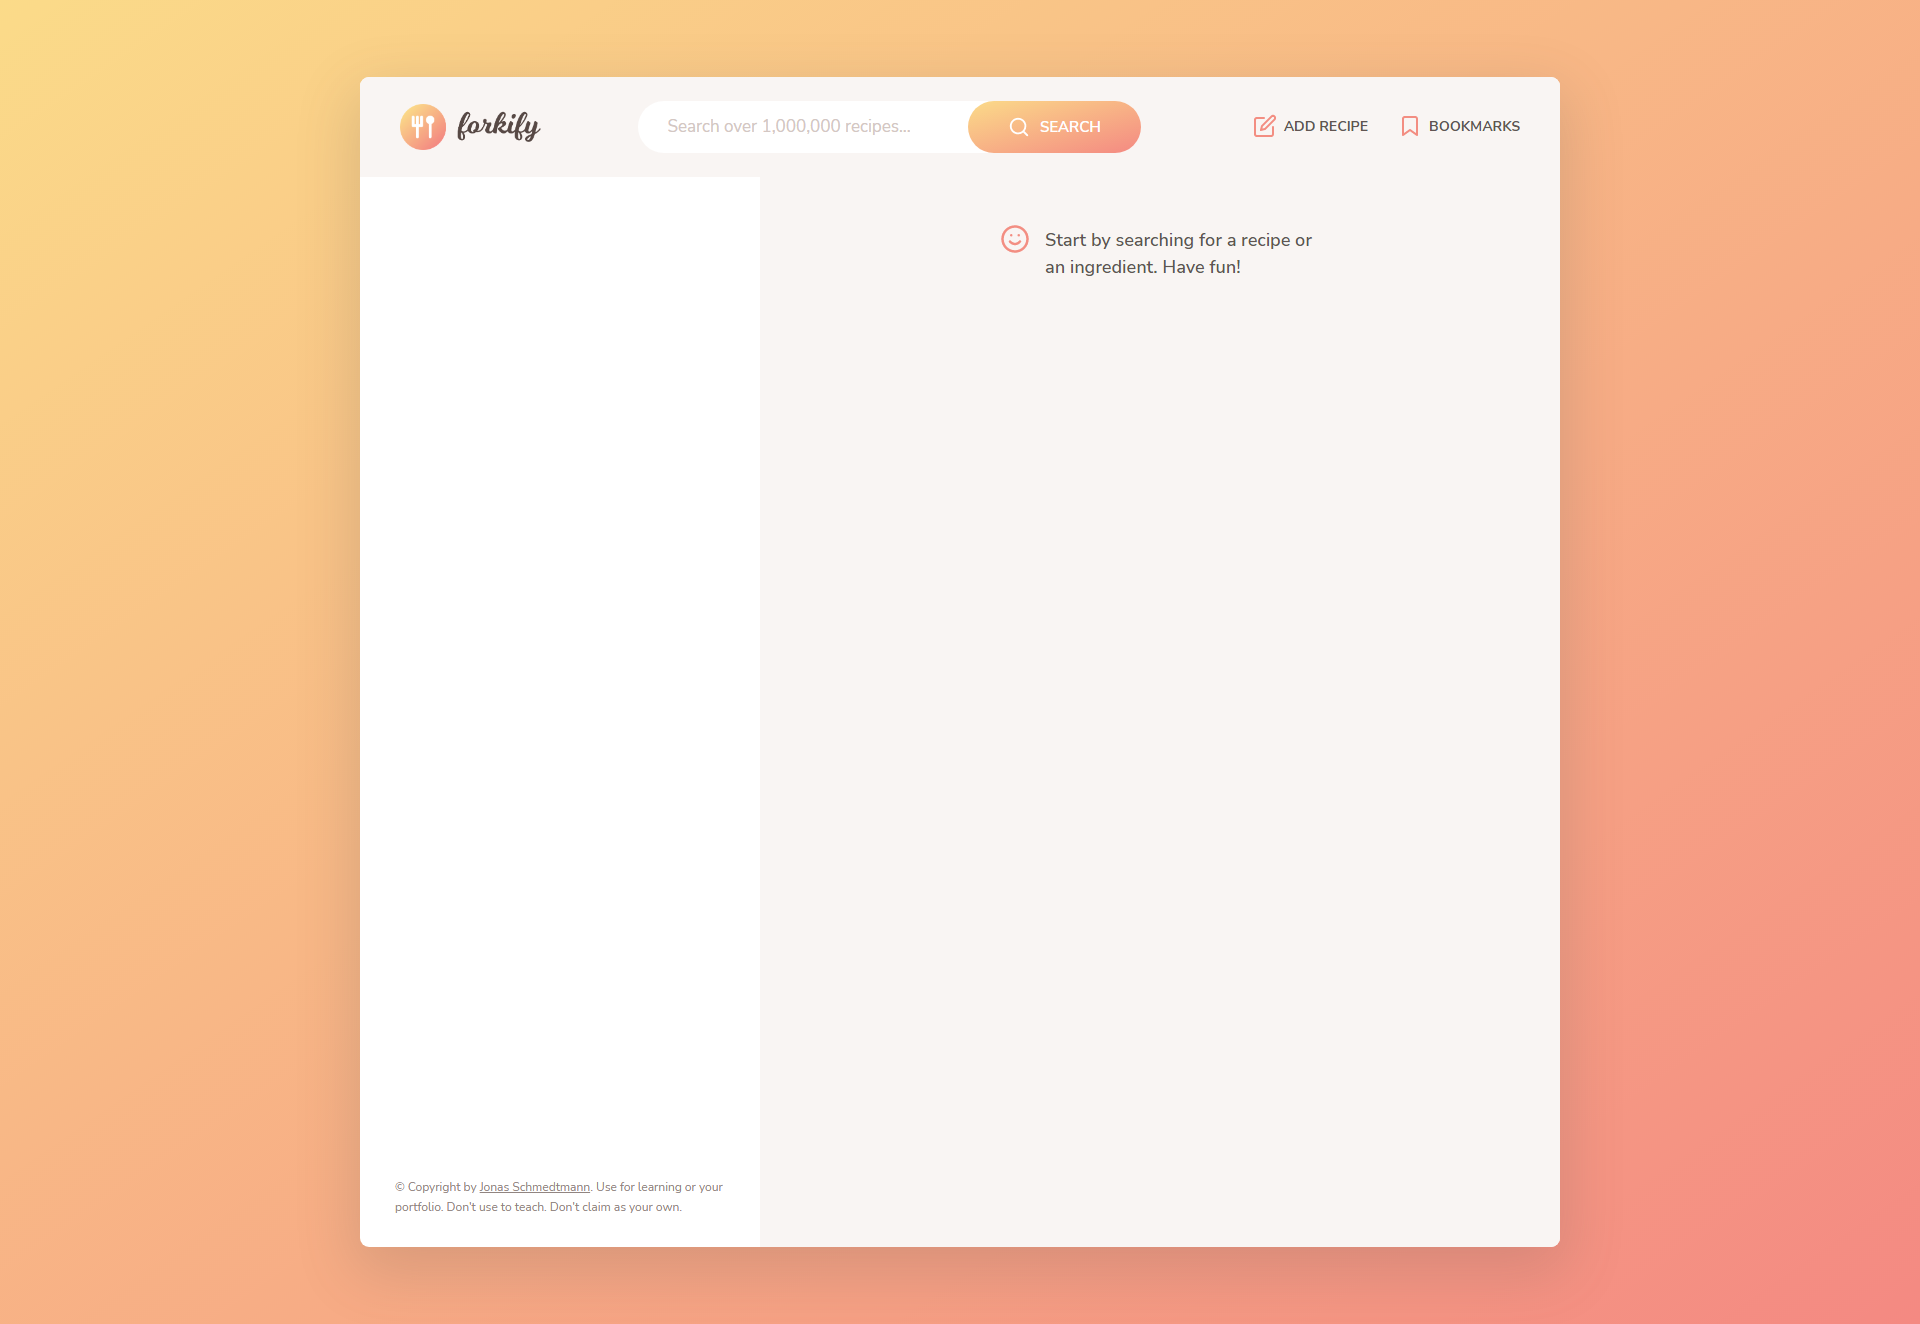 forkify
Search over 1,000,000 recipes...
SEARCH
ADD RECIPE
BOOKMARKS
Start by searching for a recipe or
an ingredient. Have fun!
© Copyright by Jonas Schmedtmann. Use for learning or your
portfolio. Don't use to teach. Don't claim as your own.